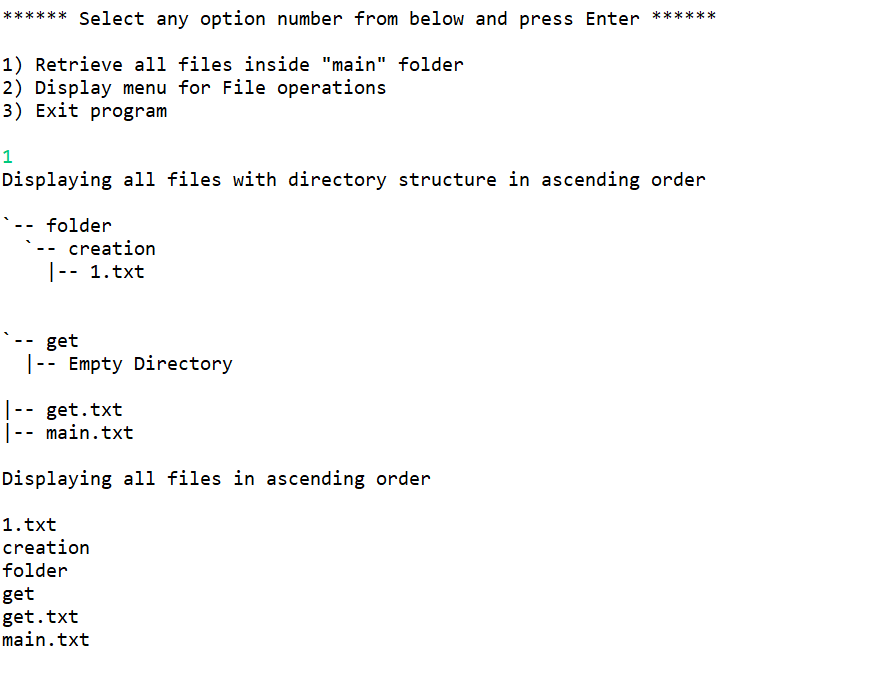 ****** Select any option number from below and press Enter ******
1) Retrieve all files inside "main" folder
2) Display menu for File operations
3) Exit program
1
Displaying all files with directory structure in ascending order
`-- folder
  `-- creation
    |-- 1.txt
`-- get
  |-- Empty Directory
|-- get.txt
|-- main.txt
Displaying all files in ascending order
1.txt
creation
folder
get
get.txt
main.txt